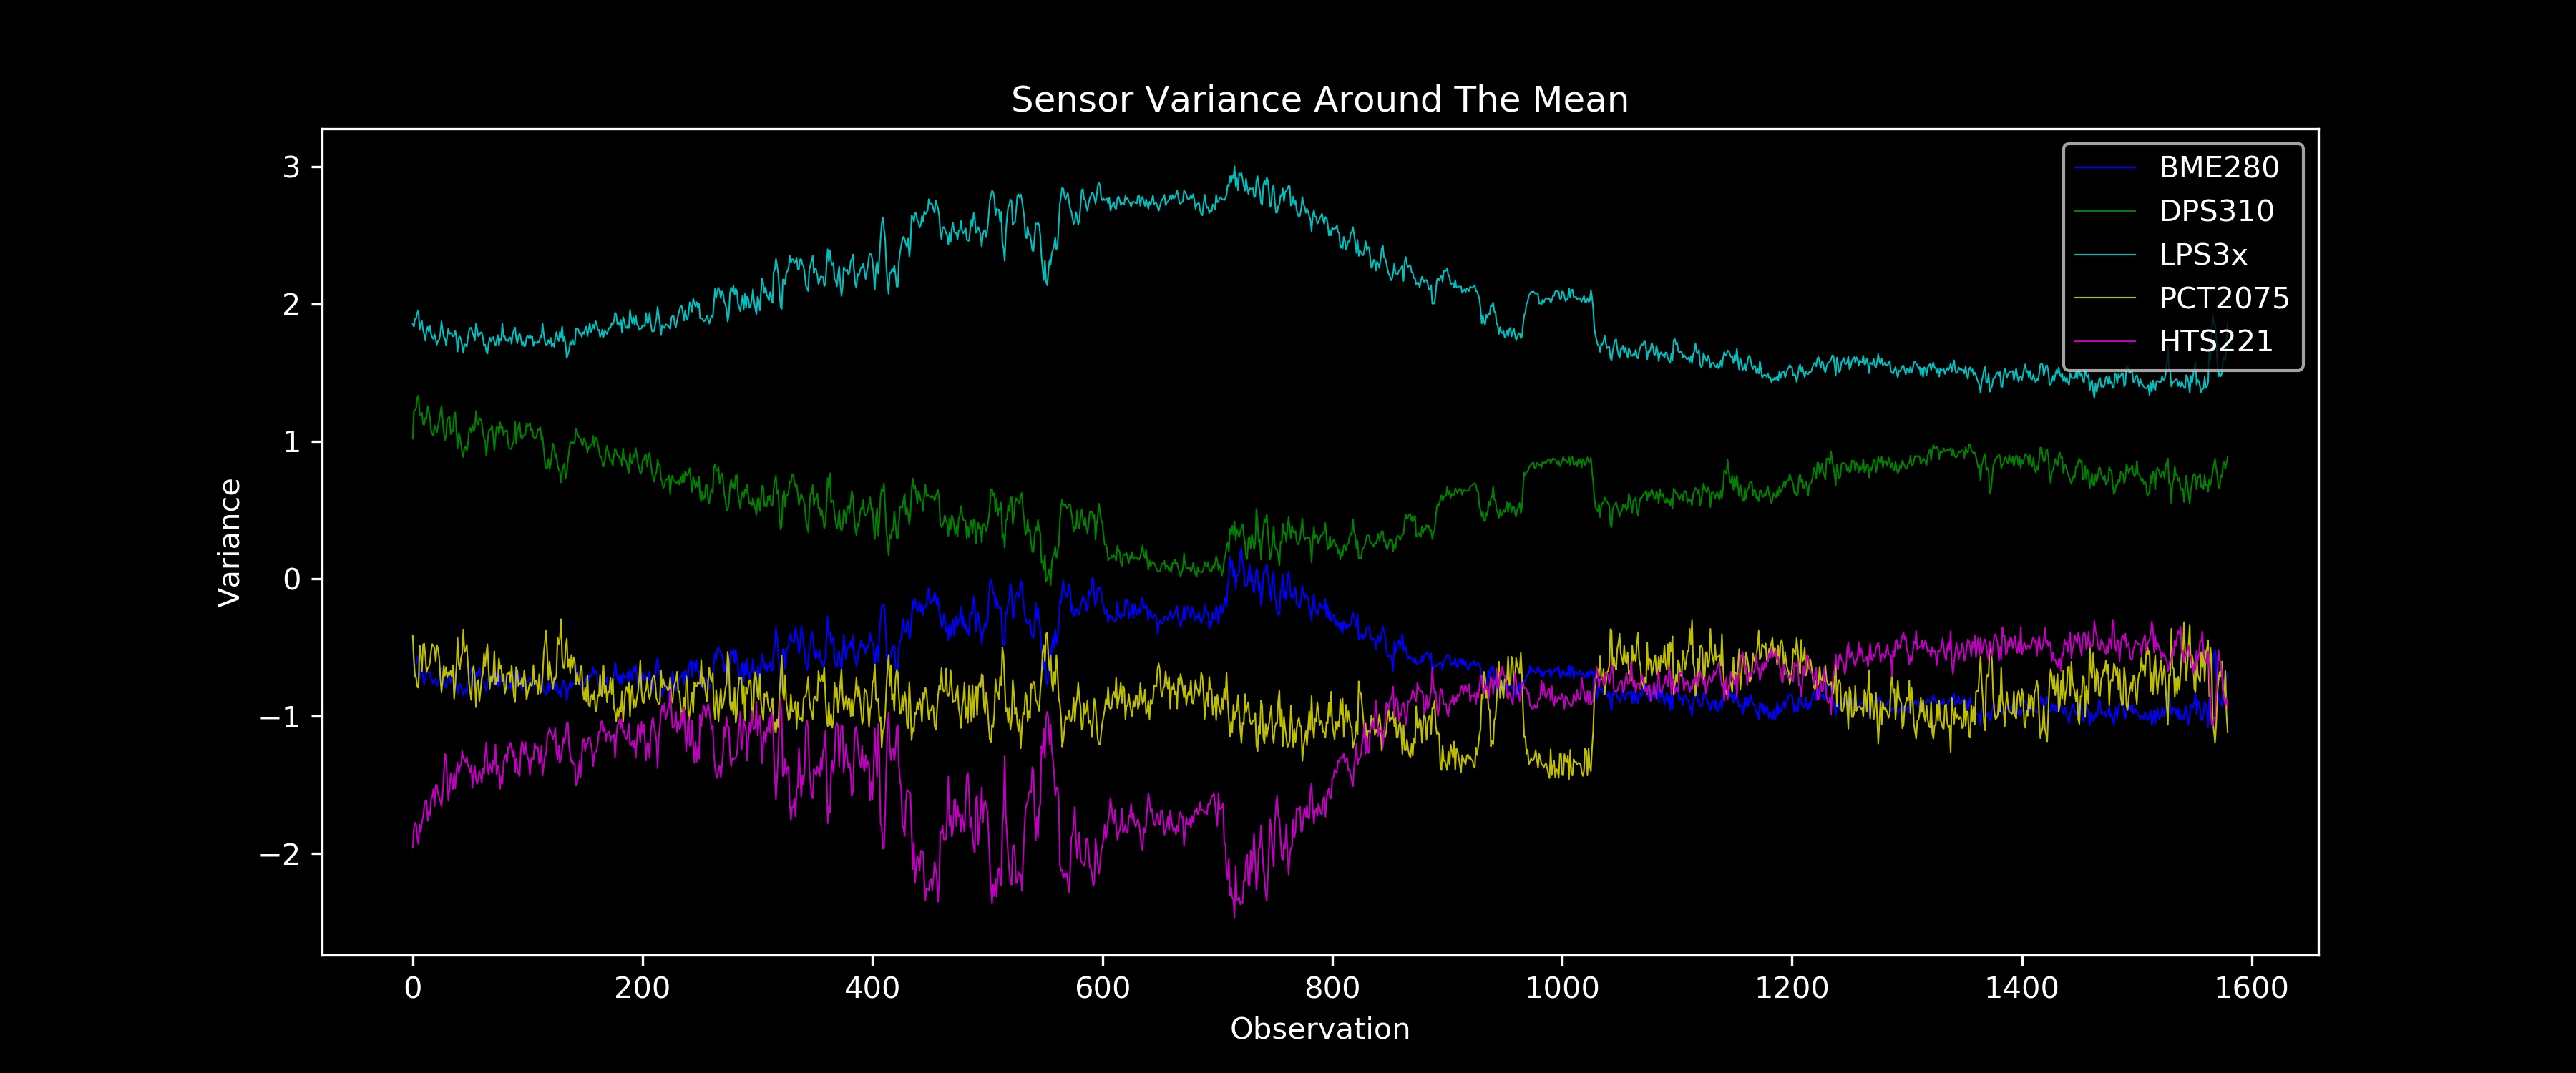 Sensor Variance Around The Mean
BME280
DPS310
LPS3x
PCT2075
HTS221
Variance
3
2
1
0
−1
−2
0 200 400 600 800 1000 1200 1400 1600
Observation